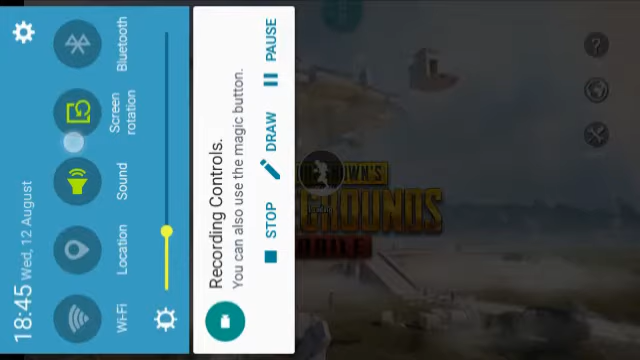 18:45 Wed, 12 August
Wi-Fi
Location
Sound
Screen rotation
Bluetooth
Recording Controls.
You can also use the magic button.
STOP
DRAW
PAUSE
GROUNDS
MOBILE